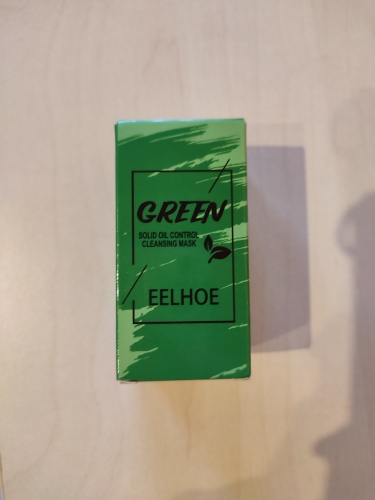 GREEN
SOLID OIL CONTROL
CLEANSING MASK
EELHOE